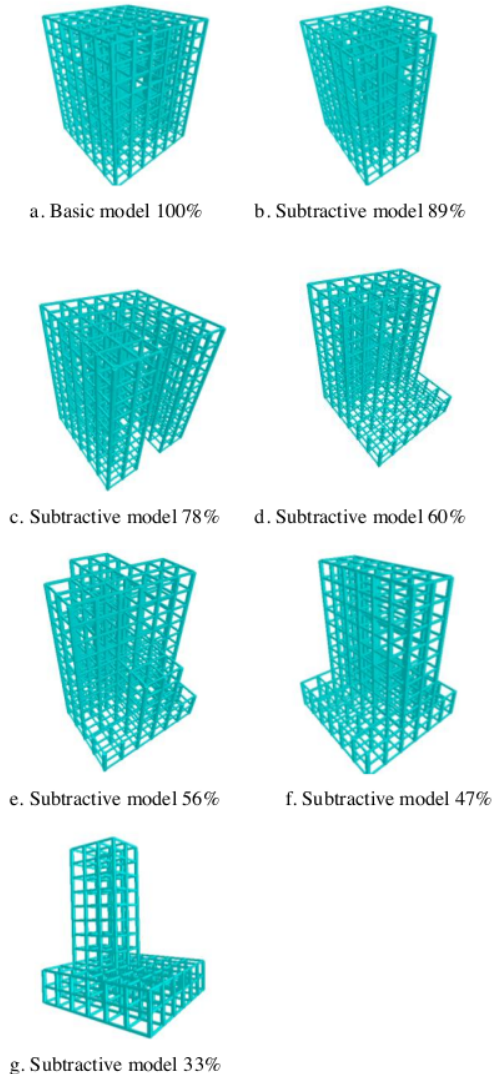 a. Basic model 100%
b. Subtractive model 89%
c. Subtractive model 78%
d. Subtractive model 60%
e. Subtractive model 56%
f. Subtractive model 47%
g. Subtractive model 33%